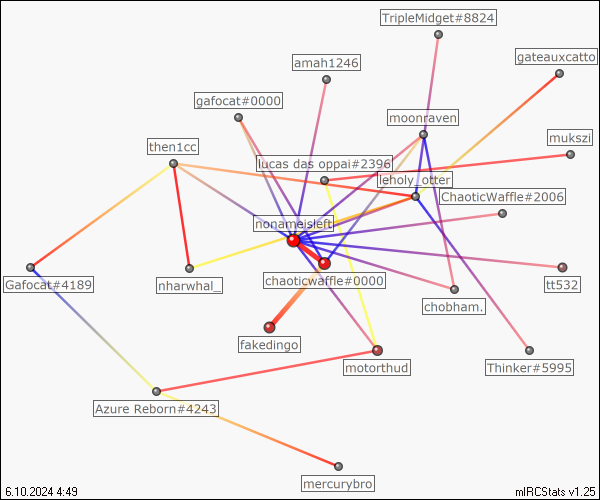 TripleMidget#8824
gateauxcatto
amah1246
gafocat#0000
moonraven
mukszi
then1cc
lucas das oppai#2396
leholy_otter
ChaoticWaffle#2006
nonameisleft
chaoticwaffle#0000
Gafocat#4189
nharwhal_
tt532
chobham.
fakedingo
motorthud
Thinker#5995
Azure Reborn#4243
mercurybro
6.10.2024 4:49
mIRCStats v1.25